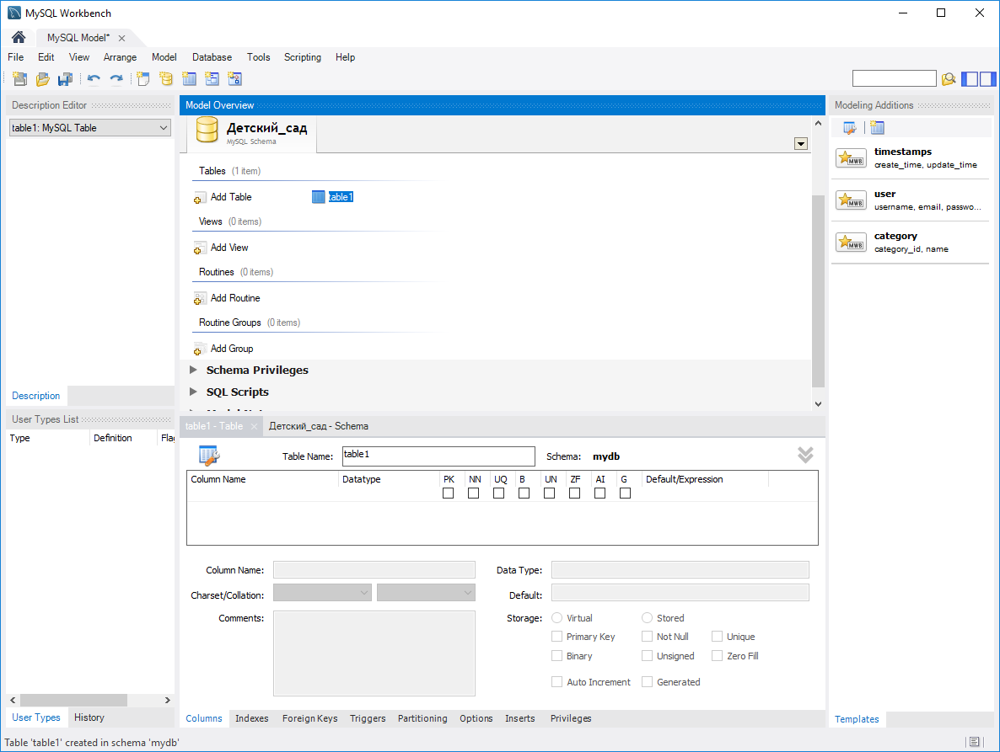 MySQL Workbench
MySQL Model*
File Edit View Arrange Model Database Tools Scripting Help
Description Editor
table1: MySQL Table
Description
User Types List
Type Definition Flag
User Types History
Model Overview
Детский_сад
MySQL Schema
Tables (1 item)
Add Table table1
Views (0 items)
Add View
Routines (0 items)
Add Routine
Routine Groups (0 items)
Add Group
Schema Privileges
SQL Scripts
table1 - Table Детский_сад - Schema
Table Name: table1 Schema: mydb
Column Name Datatype PK NN UQ B UN ZF AI G Default/Expression
Column Name: Data Type:
Charset/Collation: Default:
Comments: Storage: Virtual Stored
Primary Key Not Null Unique
Binary Unsigned Zero Fill
Auto Increment Generated
Columns Indexes Foreign Keys Triggers Partitioning Options Inserts Privileges
Modeling Additions
MWB timestamps
create_time, update_time
MWB user
username, email, passwo...
MWB category
category_id, name
Templates
Table 'table1' created in schema 'mydb'